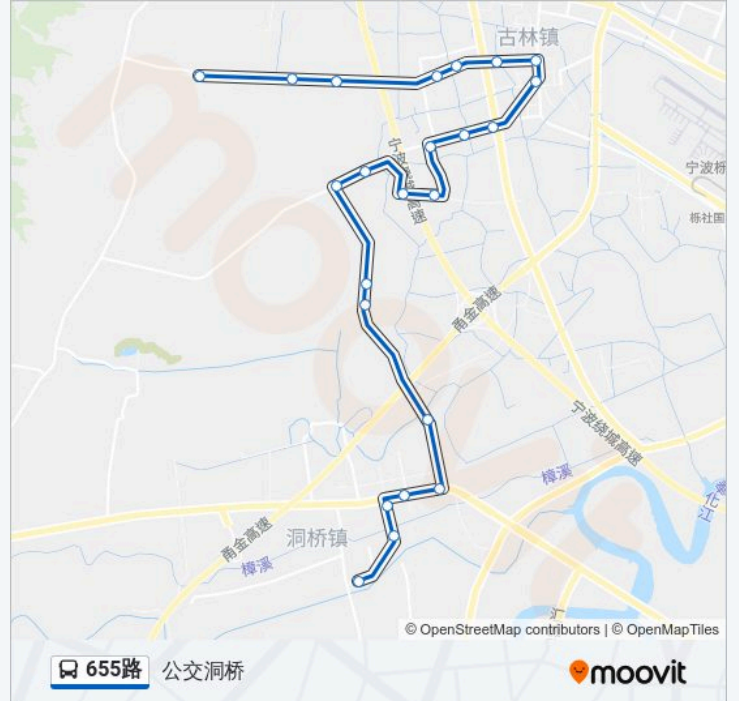 古林镇
宁波绕城高速
宁波栎
栎社国
甬金高速
宁波绕城高速
樟溪
奉化江
甬金高速
洞桥镇
樟溪
汇
© OpenStreetMap contributors | © OpenMapTiles
655路 公交洞桥
moovit